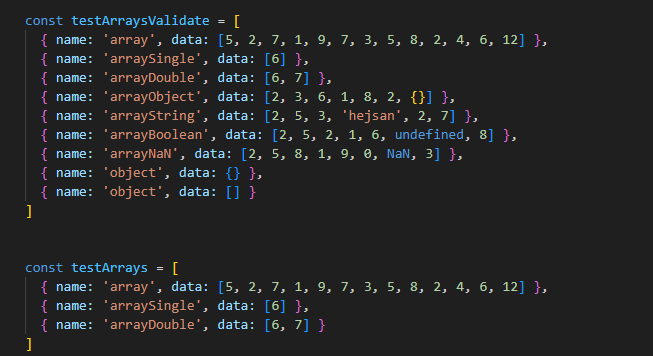 const testArraysValidate = [
  { name: 'array', data: [5, 2, 7, 1, 9, 7, 3, 5, 8, 2, 4, 6, 12] },
  { name: 'arraySingle', data: [6] },
  { name: 'arrayDouble', data: [6, 7] },
  { name: 'arrayObject', data: [2, 3, 6, 1, 8, 2, {}] },
  { name: 'arrayString', data: [2, 5, 3, 'hejsan', 2, 7] },
  { name: 'arrayBoolean', data: [2, 5, 2, 1, 6, undefined, 8] },
  { name: 'arrayNaN', data: [2, 5, 8, 1, 9, 0, NaN, 3] },
  { name: 'object', data: {} },
  { name: 'object', data: [] }
]
const testArrays = [
  { name: 'array', data: [5, 2, 7, 1, 9, 7, 3, 5, 8, 2, 4, 6, 12] },
  { name: 'arraySingle', data: [6] },
  { name: 'arrayDouble', data: [6, 7] }
]